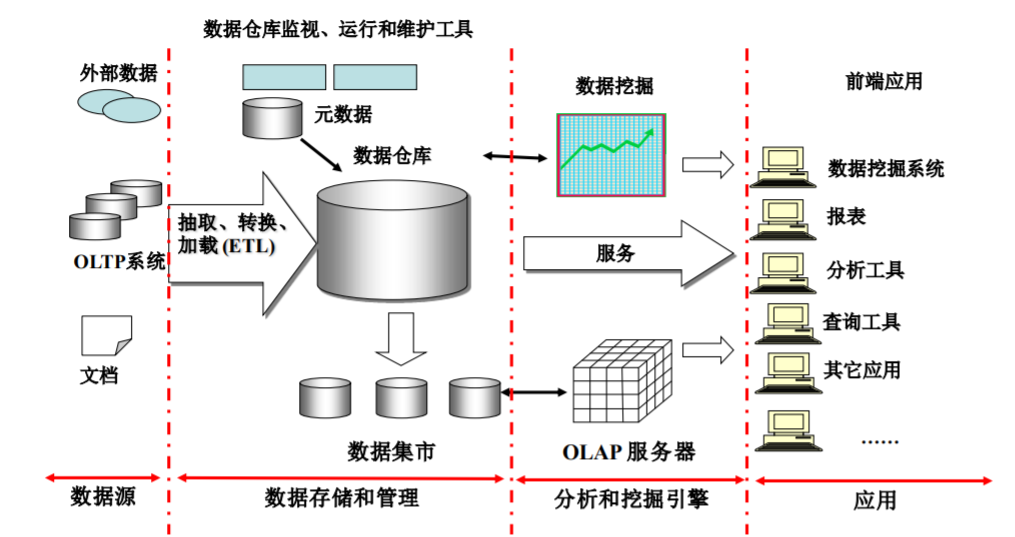 数据仓库监视、运行和维护工具
外部数据
元数据
数据仓库
抽取、转换、
加载 (ETL)
OLTP系统
文档
数据集市
数据挖掘
服务
OLAP 服务器
前端应用
数据挖掘系统
报表
分析工具
查询工具
其它应用
……
数据源
数据存储和管理
分析和挖掘引擎
应用